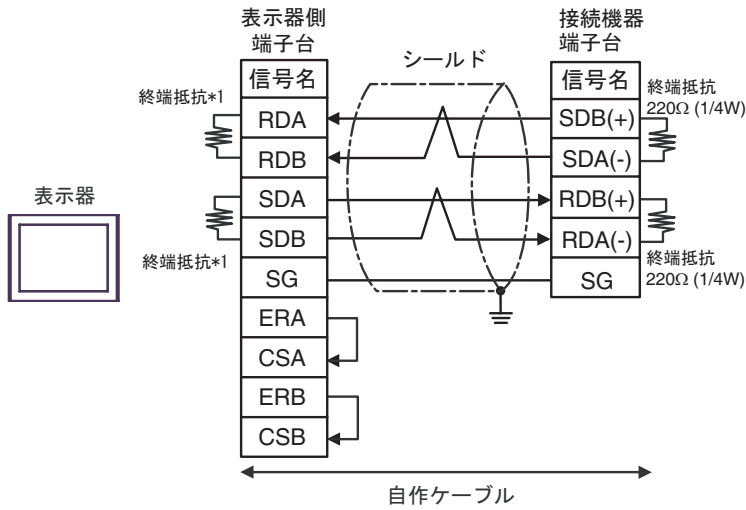 表示器側
端子台
接続機器
端子台
シールド
信号名
信号名
終端抵抗*1
終端抵抗
220Ω (1/4W)
RDA
SDB(+)
RDB
SDA(-)
表示器
SDA
RDB(+)
SDB
RDA(-)
終端抵抗*1
終端抵抗
220Ω (1/4W)
SG
SG
ERA
CSA
ERB
CSB
自作ケーブル